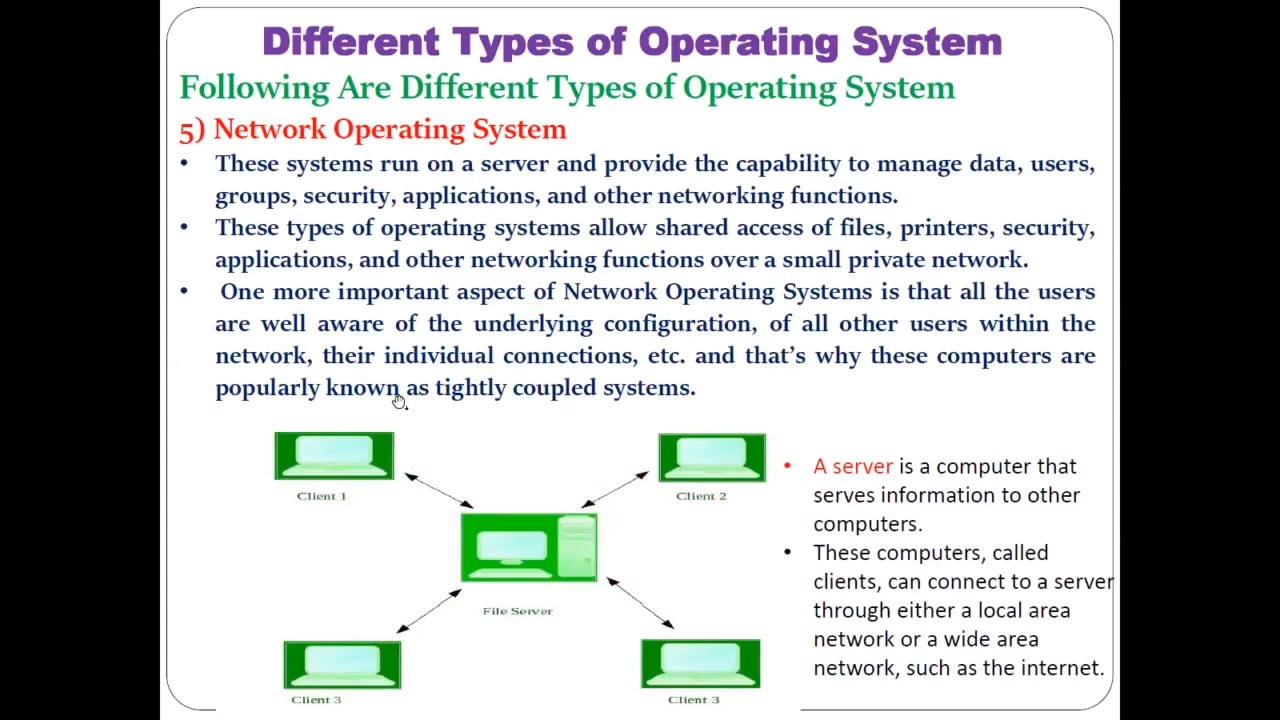 Different Types of Operating System
Following Are Different Types of Operating System
5) Network Operating System
• These systems run on a server and provide the capability to manage data, users,
groups, security, applications, and other networking functions.
• These types of operating systems allow shared access of files, printers, security,
applications, and other networking functions over a small private network.
• One more important aspect of Network Operating Systems is that all the users
are well aware of the underlying configuration, of all other users within the
network, their individual connections, etc. and that's why these computers are
popularly known as tightly coupled systems.
Client 1
Client 2
File Server
Client 3
Client 3
• A server is a computer that
serves information to other
computers.
• These computers, called
clients, can connect to a server
through either a local area
network or a wide area
network, such as the internet.